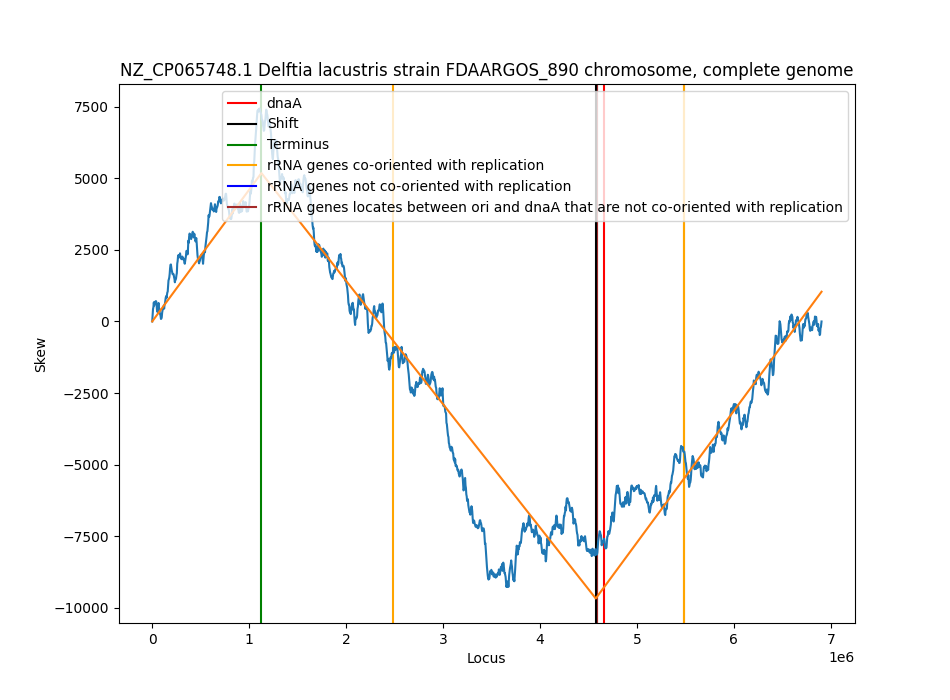 NZ_CP065748.1 Delftia lacustris strain FDAARGOS_890 chromosome, complete genome
dnaA
Shift
Terminus
rRNA genes co-oriented with replication
rRNA genes not co-oriented with replication
rRNA genes locates between ori and dnaA that are not co-oriented with replication
7500
5000
2500
0
−2500
−5000
−7500
−10000
Skew
0 1 2 3 4 5 6 7
1e6
Locus